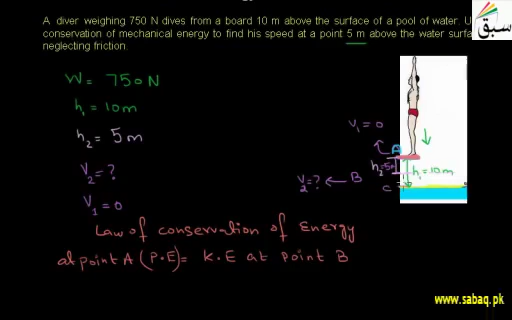 A diver weighing 750 N dives from a board 10 m above the surface of a pool of water. U
conservation of mechanical energy to find his speed at a point 5 m above the water surfa
neglecting friction.
سبق
W = 750N
h₁ = 10m
h₂ = 5m
V₂ = ?
V₁ = 0
V₁ = 0
A
h₂ = 5m
h₁ = 10m
V₂ = ? ← B
C
Law of conservation of Energy
at point A (P.E) = K.E at point B
www.sabaq.pk